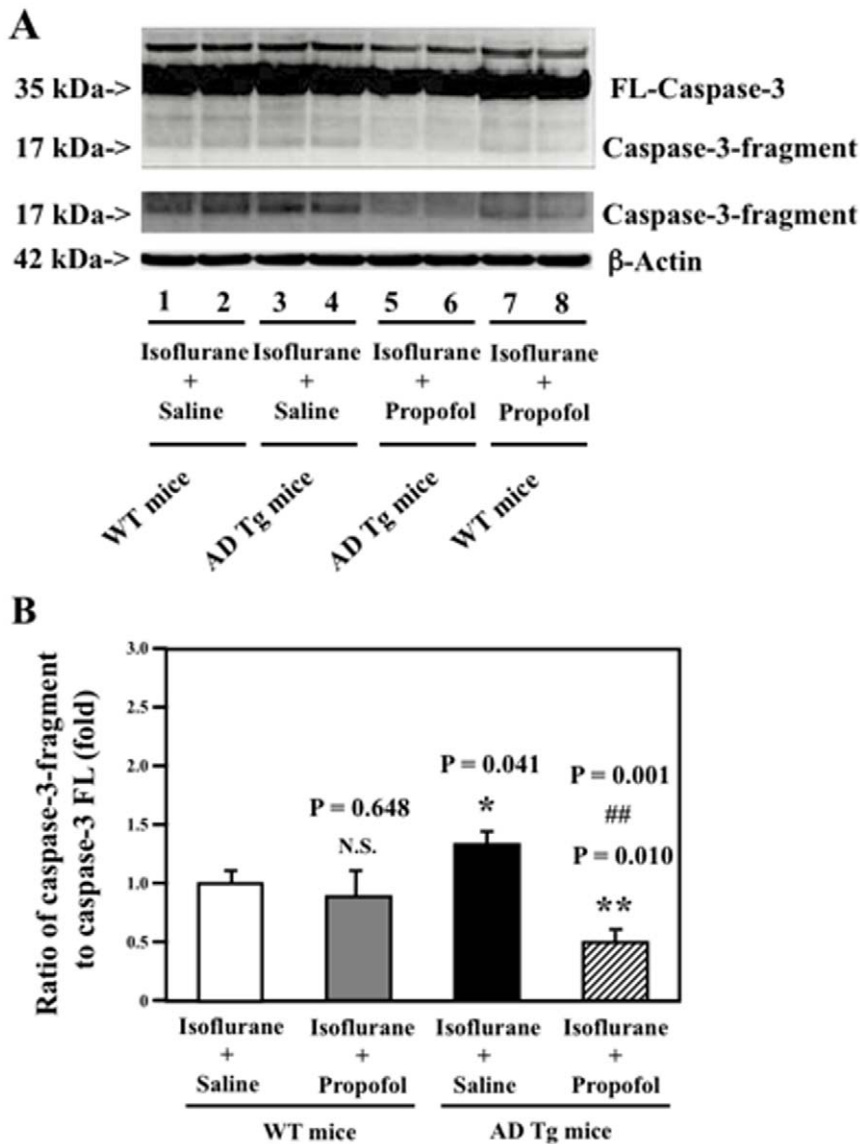 A
35 kDa-> FL-Caspase-3
17 kDa-> Caspase-3-fragment
17 kDa-> Caspase-3-fragment
42 kDa-> β-Actin
1 2 3 4 5 6 7 8
Isoflurane Isoflurane Isoflurane Isoflurane
+ + + +
Saline Saline Propofol Propofol
WT mice AD Tg mice AD Tg mice WT mice
B
Ratio of caspase-3-fragment
to caspase-3 FL (fold)
3.0
2.5
2.0
1.5
1.0
0.5
0
P = 0.648
N.S.
P = 0.041
*
P = 0.001
##
P = 0.010
**
Isoflurane Isoflurane Isoflurane Isoflurane
+ + + +
Saline Propofol Saline Propofol
WT mice AD Tg mice